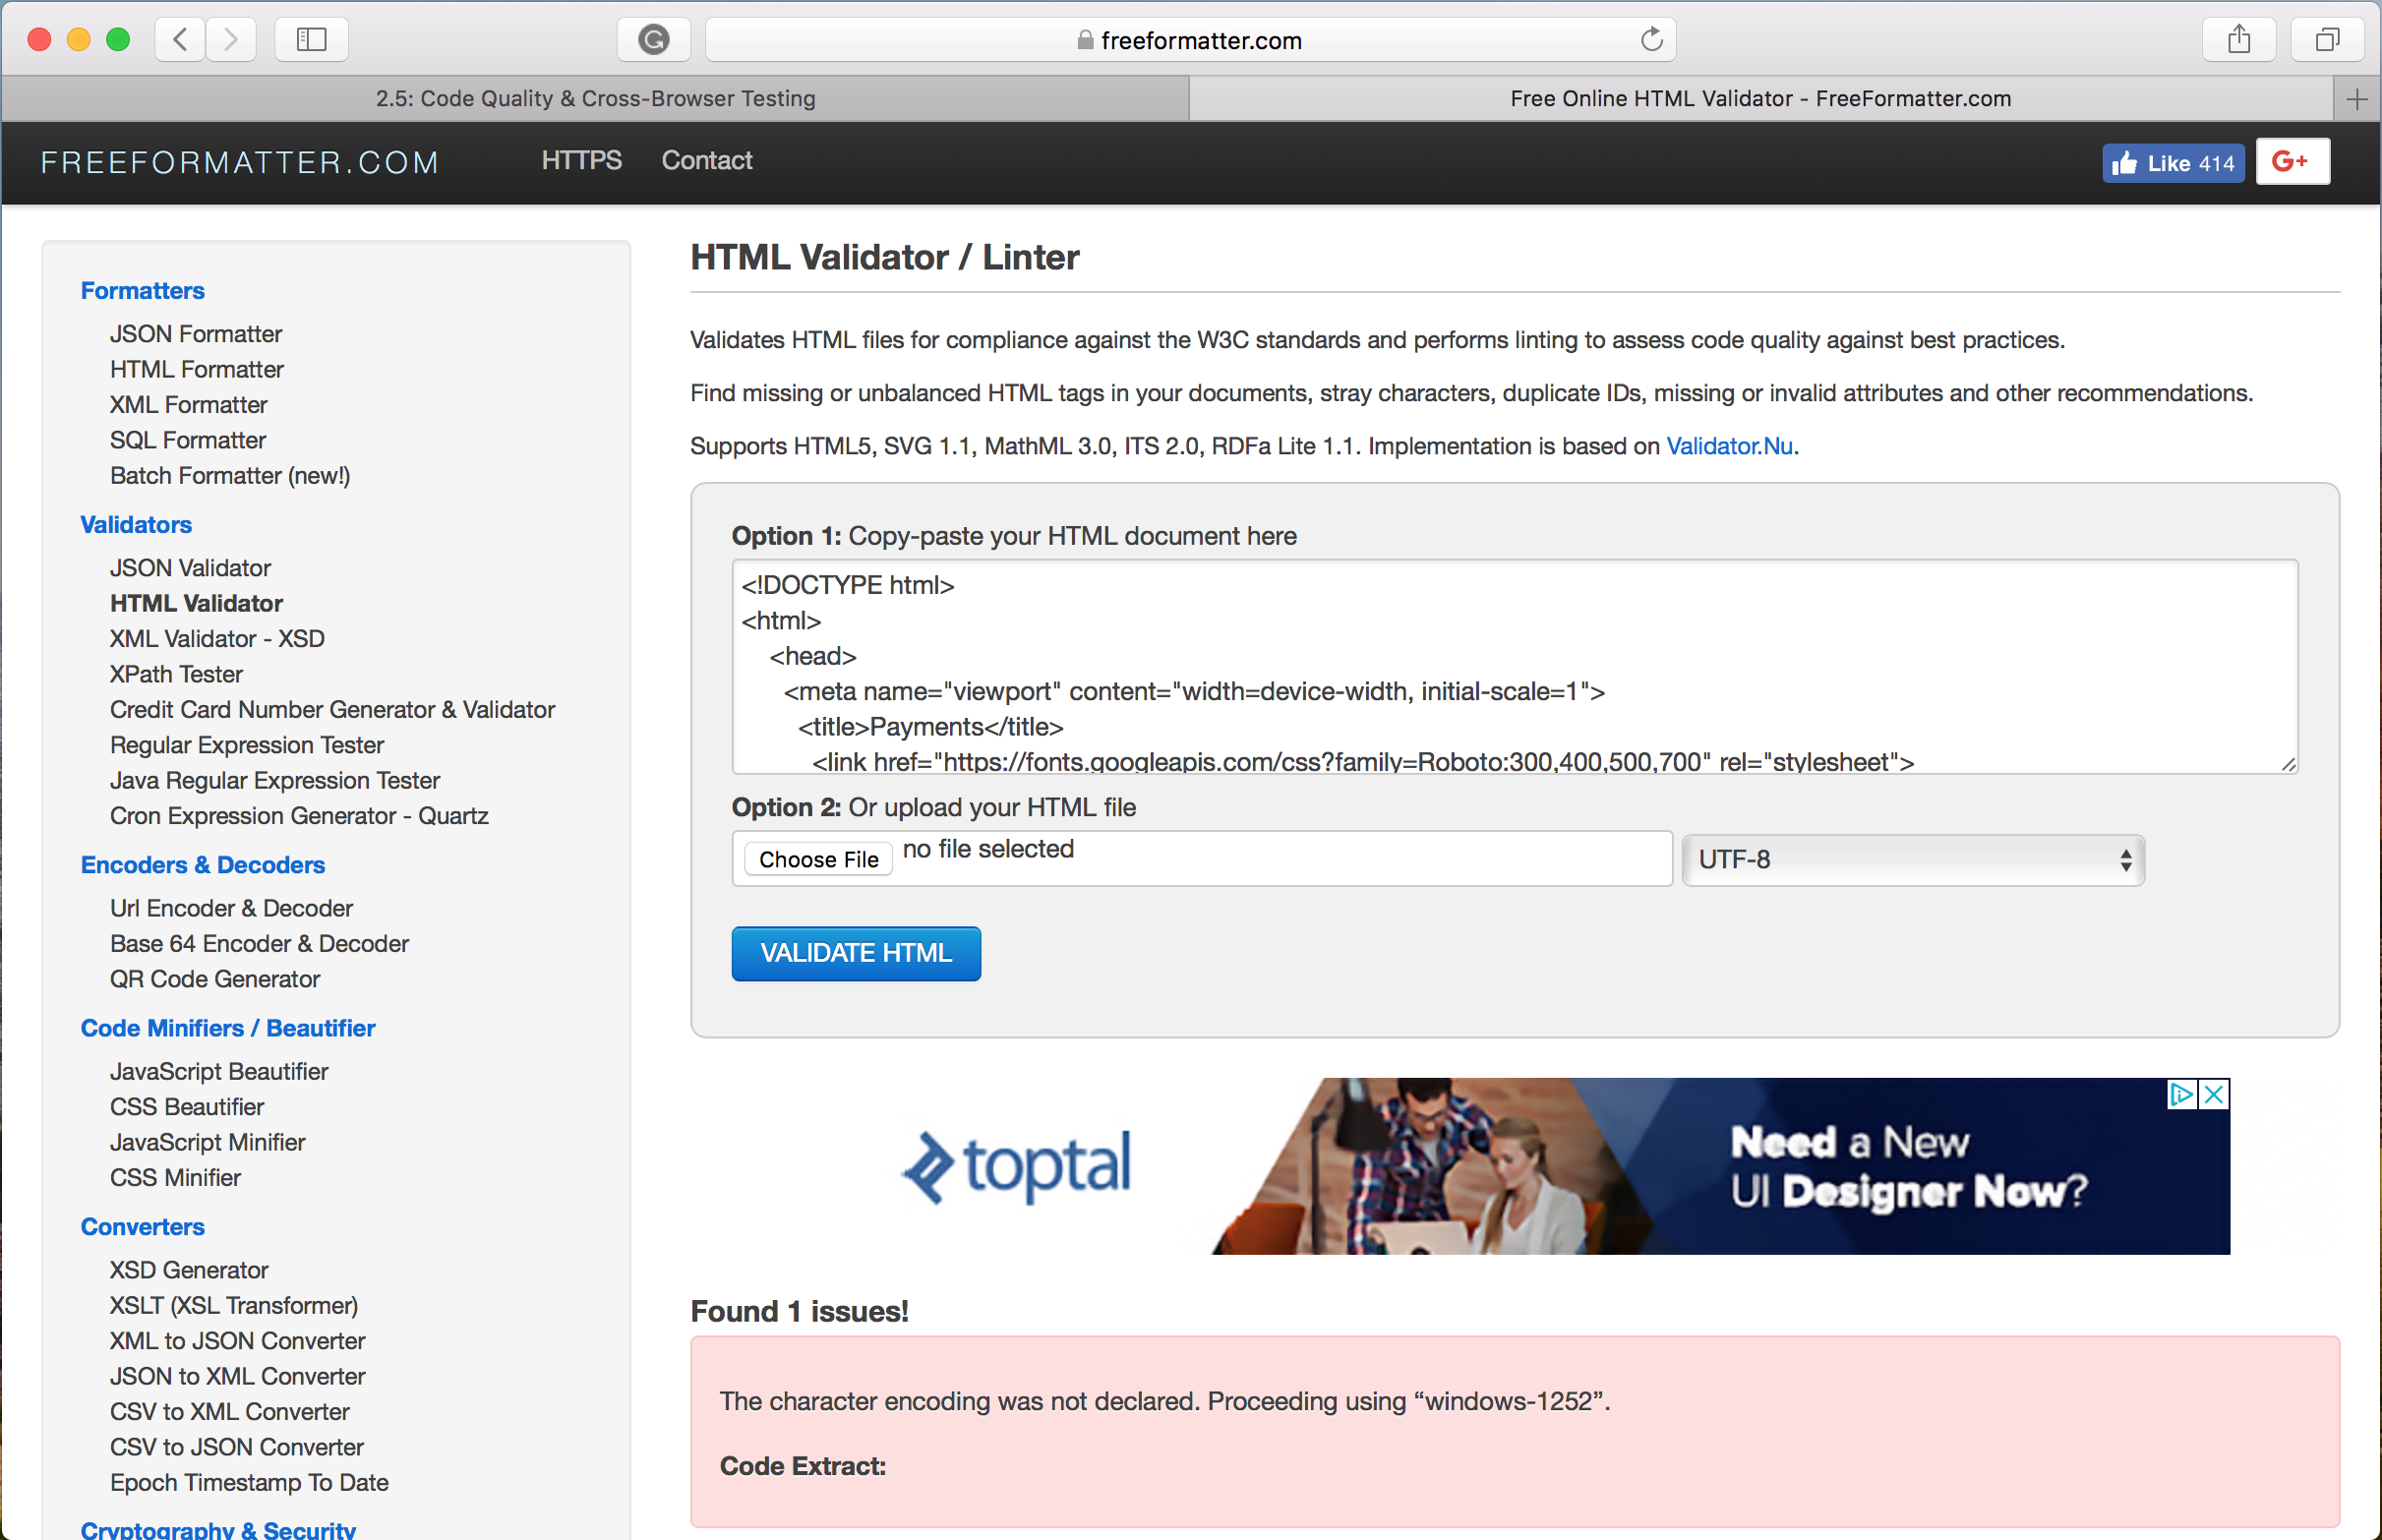 freeformatter.com
2.5: Code Quality & Cross-Browser Testing
Free Online HTML Validator - FreeFormatter.com
FREEFORMATTER.COM
HTTPS
Contact
Like 414
G+
Formatters
JSON Formatter
HTML Formatter
XML Formatter
SQL Formatter
Batch Formatter (new!)
Validators
JSON Validator
HTML Validator
XML Validator - XSD
XPath Tester
Credit Card Number Generator & Validator
Regular Expression Tester
Java Regular Expression Tester
Cron Expression Generator - Quartz
Encoders & Decoders
Url Encoder & Decoder
Base 64 Encoder & Decoder
QR Code Generator
Code Minifiers / Beautifier
JavaScript Beautifier
CSS Beautifier
JavaScript Minifier
CSS Minifier
Converters
XSD Generator
XSLT (XSL Transformer)
XML to JSON Converter
JSON to XML Converter
CSV to XML Converter
CSV to JSON Converter
Epoch Timestamp To Date
Cryptography & Security
HTML Validator / Linter
Validates HTML files for compliance against the W3C standards and performs linting to assess code quality against best practices.
Find missing or unbalanced HTML tags in your documents, stray characters, duplicate IDs, missing or invalid attributes and other recommendations.
Supports HTML5, SVG 1.1, MathML 3.0, ITS 2.0, RDFa Lite 1.1. Implementation is based on Validator.Nu.
Option 1: Copy-paste your HTML document here
<!DOCTYPE html>
<html>
<head>
<meta name="viewport" content="width=device-width, initial-scale=1">
<title>Payments</title>
<link href="https://fonts.googleapis.com/css?family=Roboto:300,400,500,700" rel="stylesheet">
Option 2: Or upload your HTML file
Choose File no file selected
UTF-8
VALIDATE HTML
toptal
Need a New
UI Designer Now?
Found 1 issues!
The character encoding was not declared. Proceeding using “windows-1252”.
Code Extract: